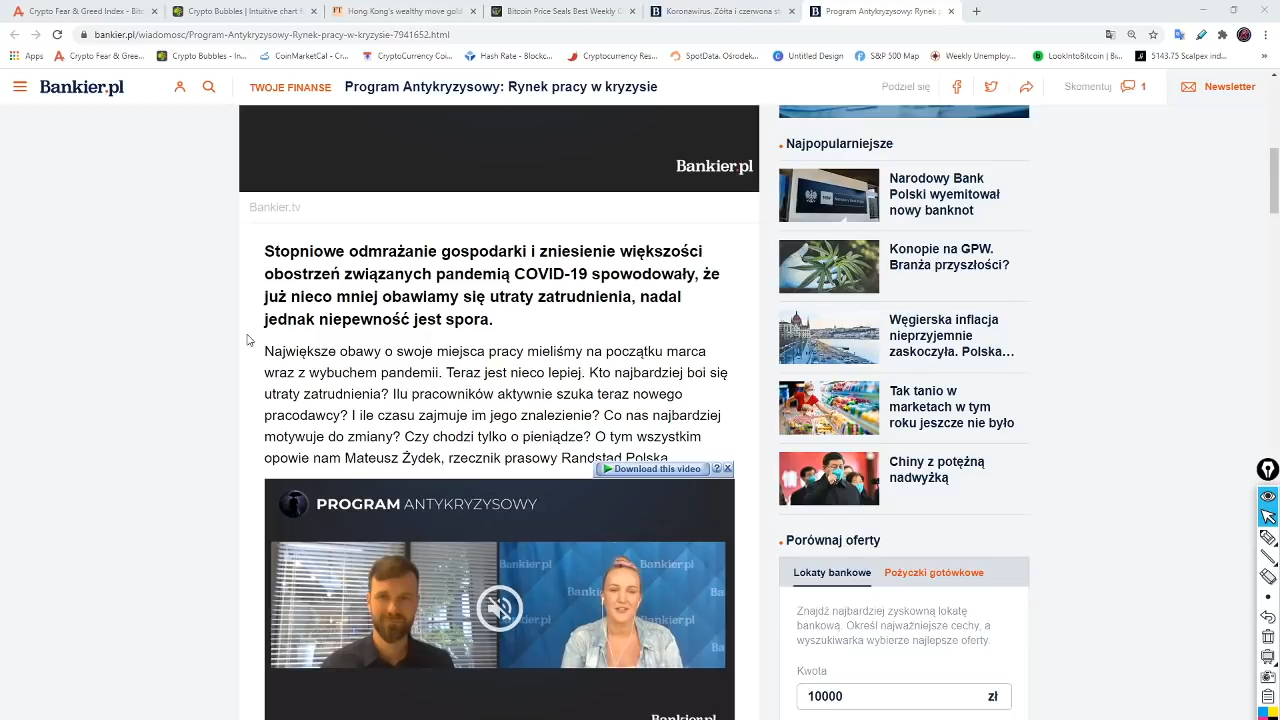 Crypto Fear & Greed Index - Bitc
Crypto Bubbles | Intuitive chart f
Hong Kong's wealthy move gold
Bitcoin Price Seals Best Weekly G
Koronawirus. Żółta i czerwona st
Program Antykryzysowy: Rynek p
bankier.pl/wiadomosc/Program-Antykryzysowy-Rynek-pracy-w-kryzysie-7941652.html
Apps
Crypto Fear & Gree...
Crypto Bubbles - In...
CoinMarketCal - Cr...
CryptoCurrency Col...
Hash Rate - Blockc...
Cryptocurrency Res...
SpotData. Ośrodek...
Untitled Design
S&P 500 Map
Weekly Unemploy...
LookIntoBitcoin | Bi...
5143.75 Scalpex ind...
Bankier.pl
TWOJE FINANSE
Program Antykryzysowy: Rynek pracy w kryzysie
Podziel się
Skomentuj
1
Newsletter
Bankier.pl
Bankier.tv
Stopniowe odmrażanie gospodarki i zniesienie większości
obostrzeń związanych pandemią COVID-19 spowodowały, że
już nieco mniej obawlamy się utraty zatrudnienia, nadal
jednak niepewność jest spora.
Największe obawy o swoje miejsca pracy mieliśmy na początku marca
wraz z wybuchem pandemii. Teraz jest nieco lepiej. Kto najbardziej boi się
utraty zatrudnienia? Ilu pracowników aktywnie szuka teraz nowego
pracodawcy? I ile czasu zajmuje im jego znalezienie? Co nas najbardziej
motywuje do zmiany? Czy chodzi tylko o pieniądze? O tym wszystkim
opowie nam Mateusz Żydek, rzecznik prasowy Randstad Polska.
Download this video
?
PROGRAM ANTYKRYZYSOWY
Bankier.pl
Bankier.pl
Bankier.pl
Najpopularniejsze
Narodowy Bank
Polski wyemitował
nowy banknot
Konopie na GPW.
Branża przyszłości?
Węgierska inflacja
nieprzyjemnie
zaskoczyła. Polska…
Tak tanio w
marketach w tym
roku jeszcze nie było
Chiny z potężną
nadwyżką
Porównaj oferty
Lokaty bankowe
Pożyczki gotówkowe
Znajdź najbardziej zyskowną lokatę
bankową. Określ najważniejsze cechy, a
wyszukiwarka wybierze najlepsze oferty.
Kwota
10000
zł